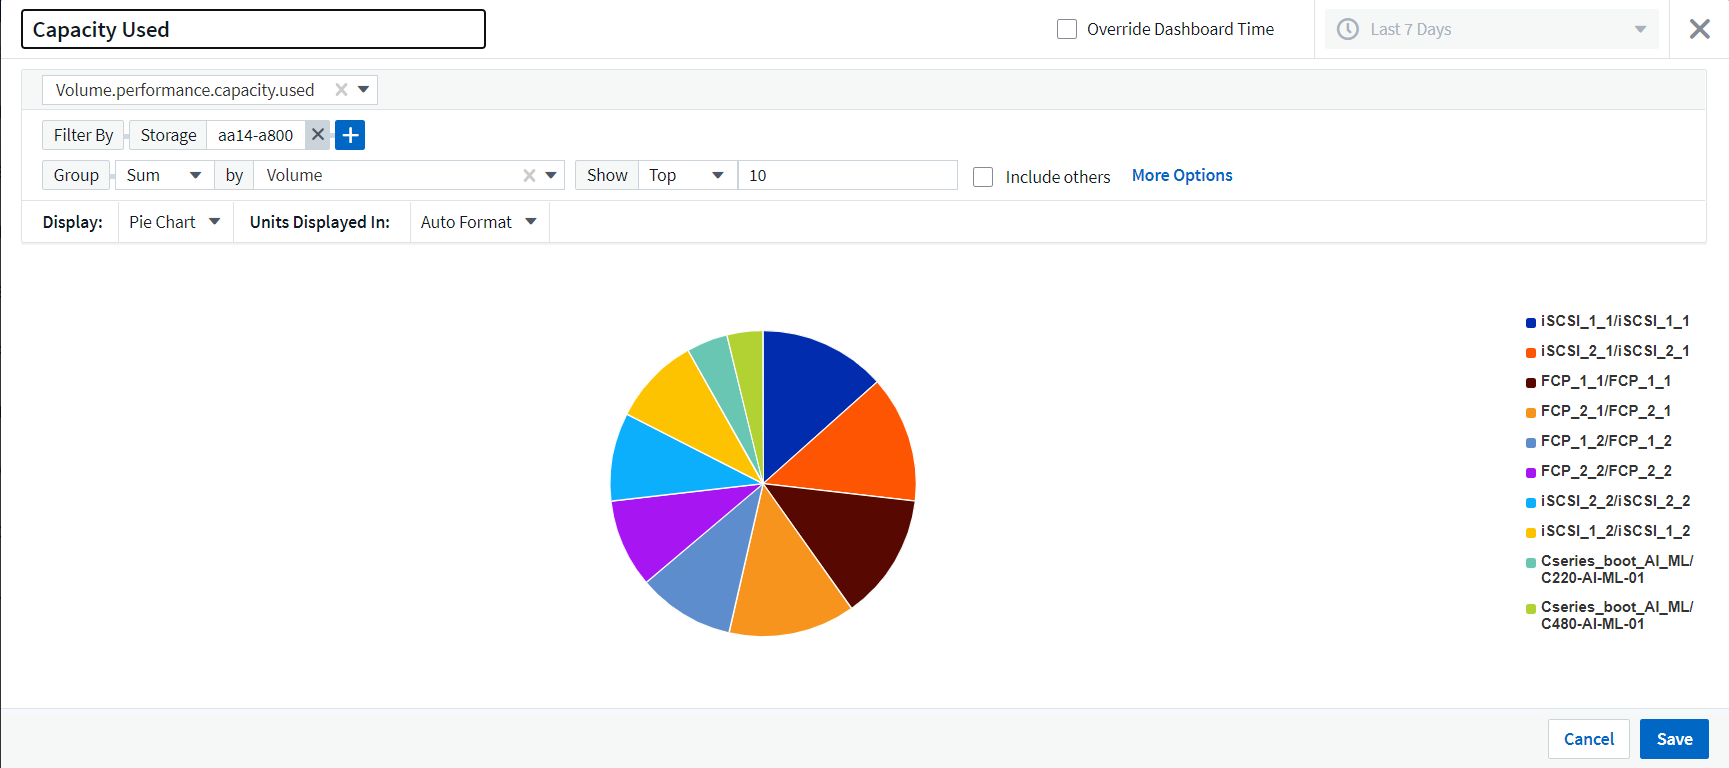 Capacity Used
Override Dashboard Time
Last 7 Days
Volume.performance.capacity.used
Filter By Storage aa14-a800
Group Sum by Volume Show Top 10 Include others More Options
Display: Pie Chart Units Displayed In: Auto Format
iSCSI_1_1/iSCSI_1_1
iSCSI_2_1/iSCSI_2_1
FCP_1_1/FCP_1_1
FCP_2_1/FCP_2_1
FCP_1_2/FCP_1_2
FCP_2_2/FCP_2_2
iSCSI_2_2/iSCSI_2_2
iSCSI_1_2/iSCSI_1_2
Cseries_boot_AI_ML/
C220-AI-ML-01
Cseries_boot_AI_ML/
C480-AI-ML-01
Cancel Save